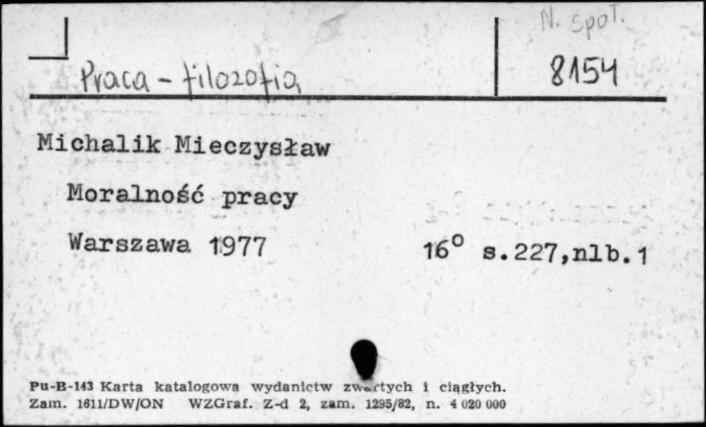 N. społ.
Praca - filozofia
8154
Michalik Mieczysław
Moralność pracy
Warszawa 1977 16° s.227,nlb.1
Pu-B-143 Karta katalogowa wydanictw zwartych i ciągłych.
Zam. 1611/DW/ON WZGraf. Z-d 2, zam. 1295/82, n. 4 020 000